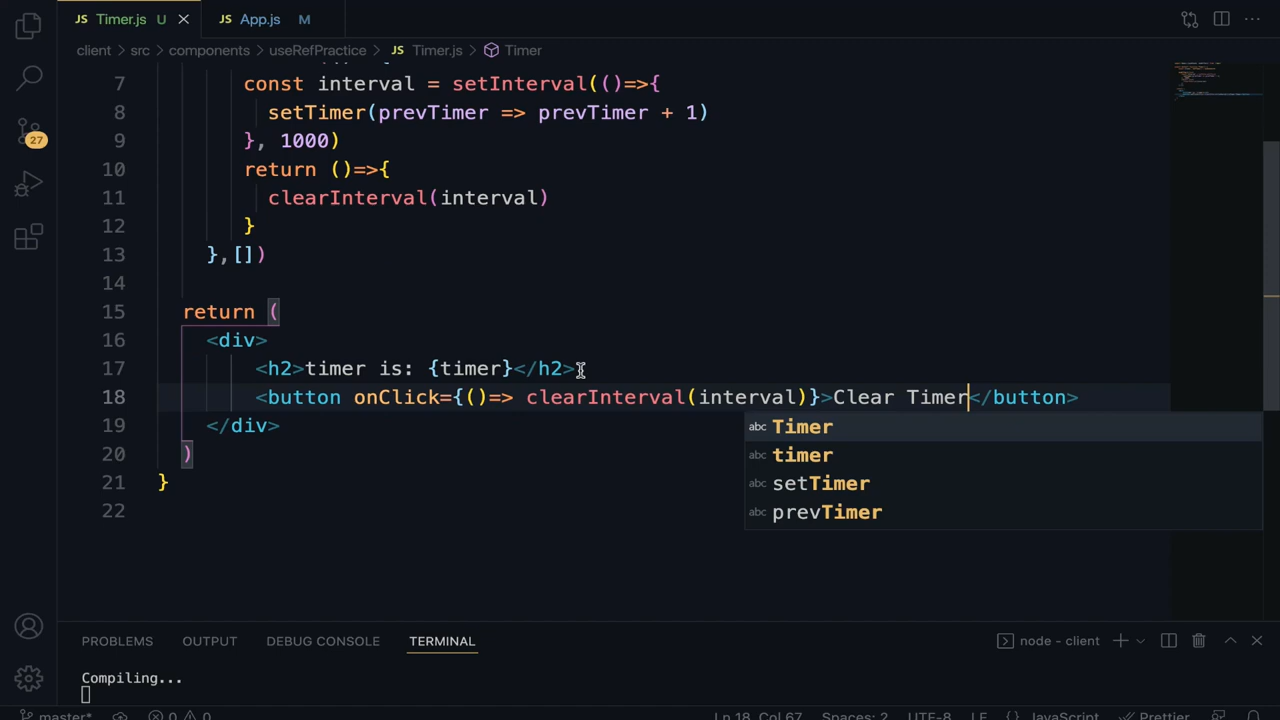 JS Timer.js U × JS App.js M
client > src > components > useRefPractice > JS Timer.js > Timer
7 const interval = setInterval(()=>{
8 setTimer(prevTimer => prevTimer + 1)
9 }, 1000)
10 return ()=>{
11 clearInterval(interval)
12 }
13 },[])
14
15 return (
16 <div>
17 <h2>timer is: {timer}</h2>
18 <button onClick={()=> clearInterval(interval)}>Clear Timer</button>
19 </div>
20 )
21 }
22
abc Timer
abc timer
abc setTimer
abc prevTimer
27
PROBLEMS OUTPUT DEBUG CONSOLE TERMINAL node - client
Compiling...
master* 0 0 Ln 18, Col 67 Spaces: 2 UTF-8 LF {} JavaScript Prettier